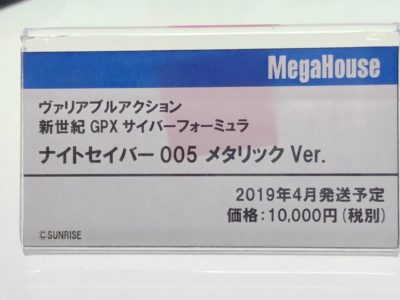 MegaHouse
ヴァリアブルアクション
新世紀 GPX サイバーフォーミュラ
ナイトセイバー 005 メタリック Ver.
2019年4月発送予定
価格:10,000円(税別)
©SUNRISE